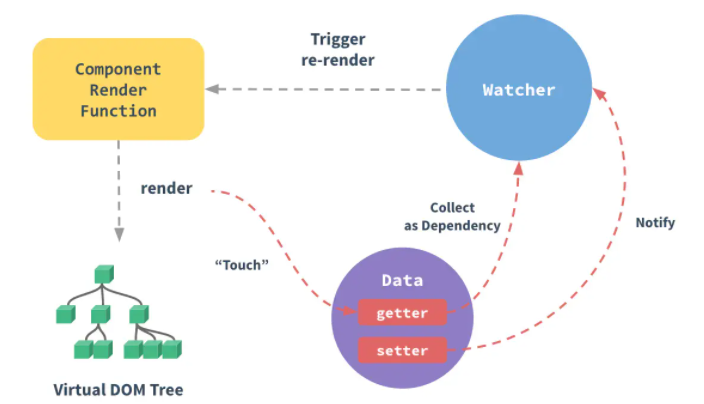 Trigger
re-render
Component
Render
Function
Watcher
render
Collect
as Dependency
Notify
“Touch”
Data
getter
setter
Virtual DOM Tree